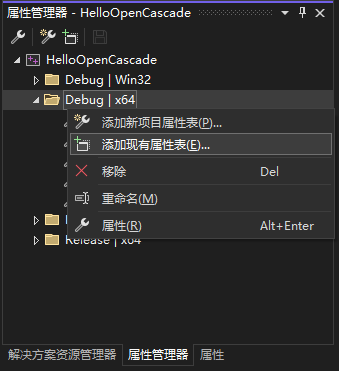 属性管理器 - HelloOpenCascade
HelloOpenCascade
Debug | Win32
Debug | x64
添加新项目属性表(P)...
添加现有属性表(E)...
移除 Del
重命名(M)
属性(R) Alt+Enter
Release | x64
解决方案资源管理器 属性管理器 属性